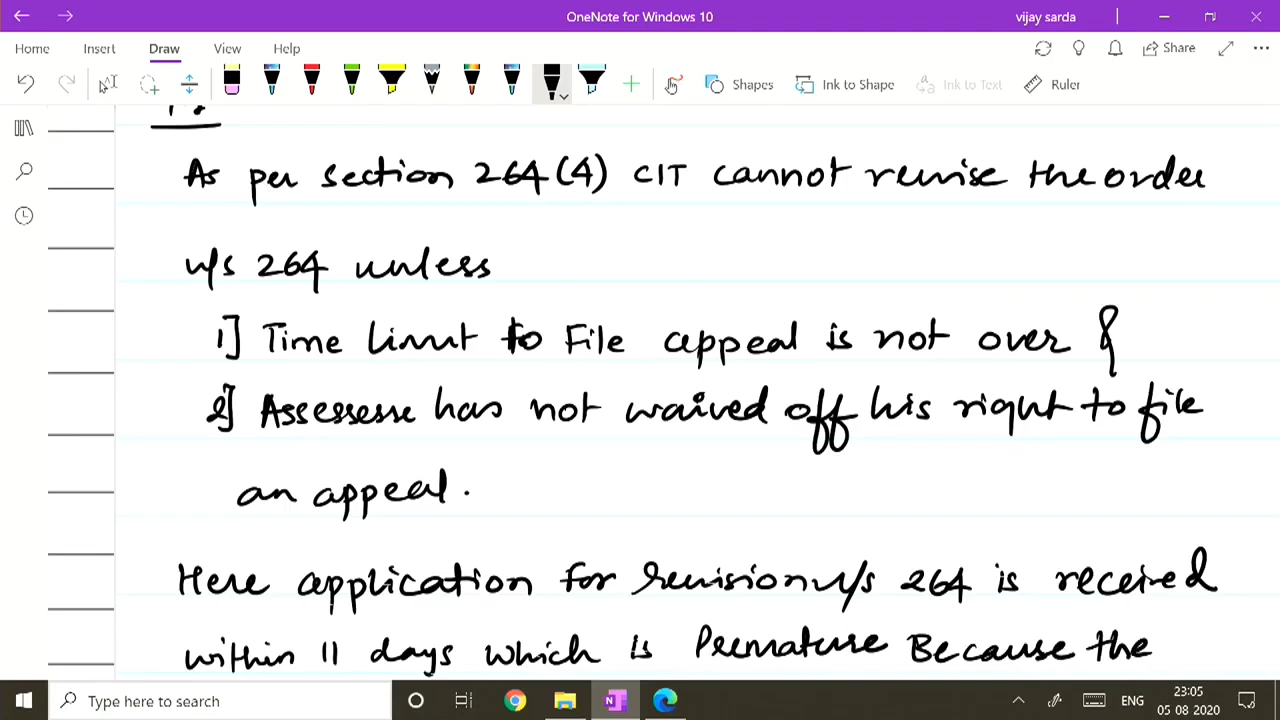 OneNote for Windows 10
vijay sarda
Home Insert Draw View Help
Share
Shapes
Ink to Shape
Ink to Text
Ruler
As per section 264(4) CIT cannot revise the order
u/s 264 unless
1] Time limit to File appeal is not over &
2] Assessesse has not waived off his right to file
an appeal.
Here application for revision u/s 264 is received
within 11 days which is Premature Because the
Type here to search
ENG
23:05
05-08-2020